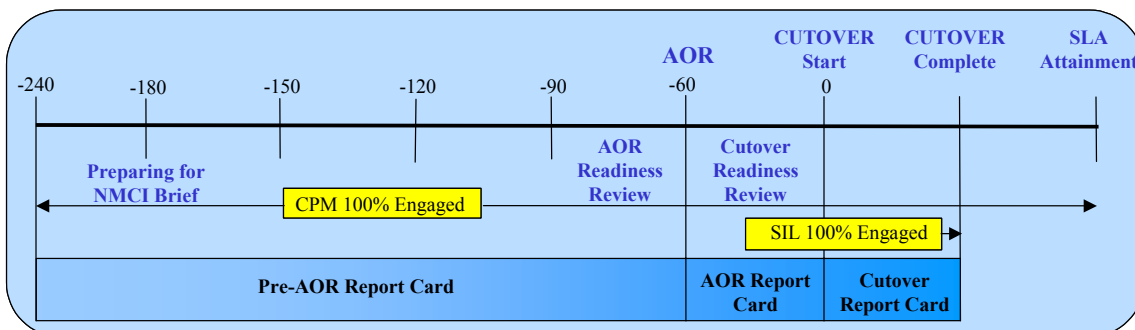 AOR
CUTOVER
Start
CUTOVER
Complete
SLA
Attainment
-240
-180
-150
-120
-90
-60
0
Preparing for
NMCI Brief
AOR
Readiness
Review
Cutover
Readiness
Review
CPM 100% Engaged
SIL 100% Engaged
Pre-AOR Report Card
AOR Report
Card
Cutover
Report Card